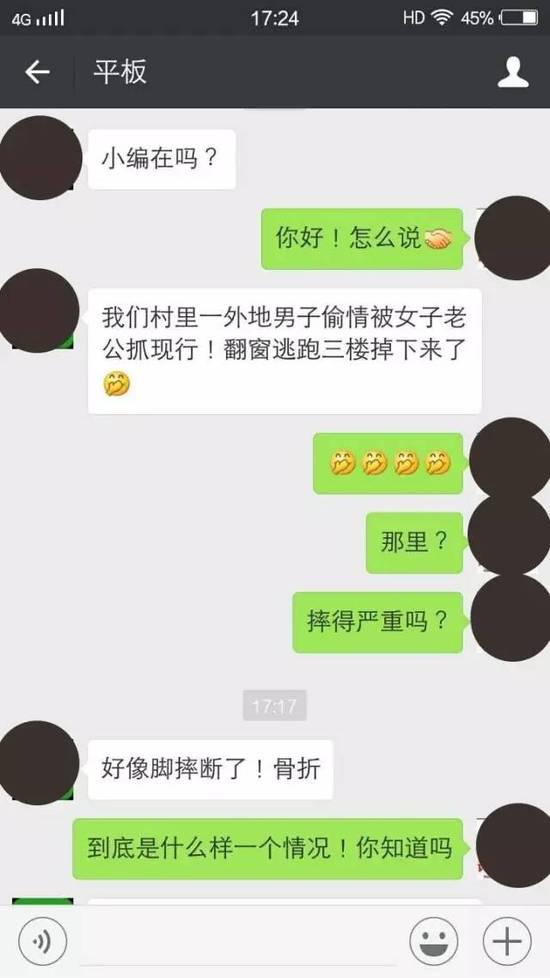 4G 17:24 HD 45%
平板
小编在吗？
你好！怎么说
我们村里一外地男子偷情被女子老
公抓现行！翻窗逃跑三楼掉下来了
那里？
摔得严重吗？
17:17
好像脚摔断了！骨折
到底是什么样一个情况！你知道吗